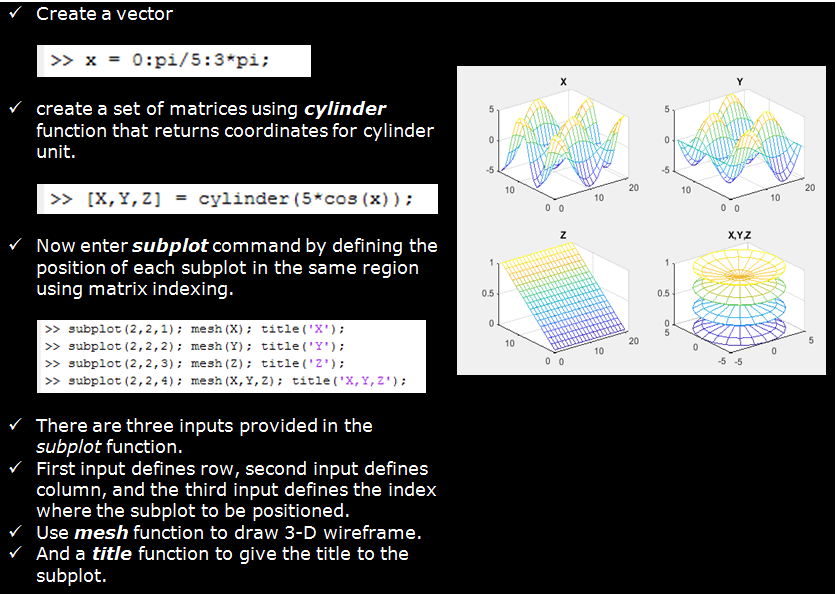 ✓ Create a vector
>> x = 0:pi/5:3*pi;
✓ create a set of matrices using cylinder
function that returns coordinates for cylinder
unit.
>> [X,Y,Z] = cylinder(5*cos(x));
✓ Now enter subplot command by defining the
position of each subplot in the same region
using matrix indexing.
>> subplot(2,2,1); mesh(X); title('X');
>> subplot(2,2,2); mesh(Y); title('Y');
>> subplot(2,2,3); mesh(Z); title('Z');
>> subplot(2,2,4); mesh(X,Y,Z); title('X,Y,Z');
✓ There are three inputs provided in the
subplot function.
✓ First input defines row, second input defines
column, and the third input defines the index
where the subplot to be positioned.
✓ Use mesh function to draw 3-D wireframe.
✓ And a title function to give the title to the
subplot.
X
5
0
-5
10
0
0
10
20
Y
5
0
-5
10
0
0
10
20
Z
1
0.5
0
10
0
0
10
20
X,Y,Z
1
0.5
0
5
0
-5
-5
0
5